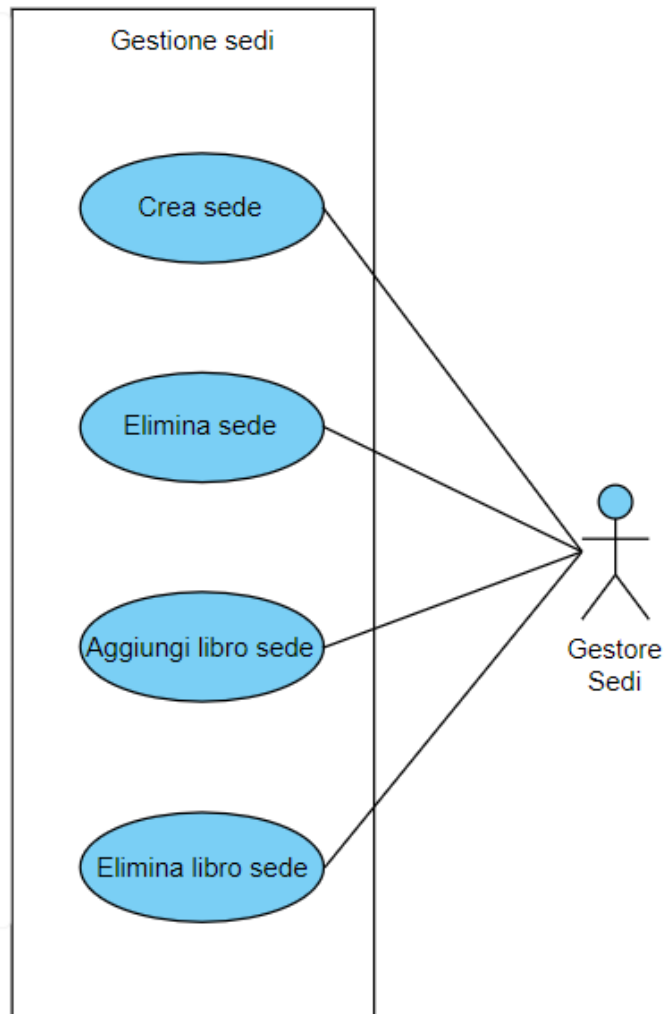 Gestione sedi
Crea sede
Elimina sede
Aggiungi libro sede
Elimina libro sede
Gestore
Sedi